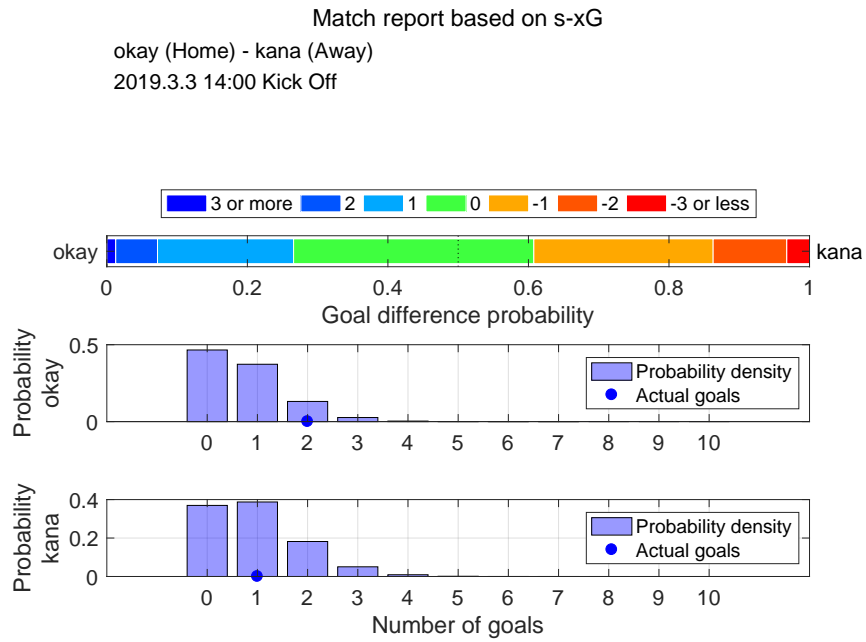 Match report based on s-xG
okay (Home) - kana (Away)
2019.3.3 14:00 Kick Off
3 or more 2 1 0 -1 -2 -3 or less
okay kana
0 0.2 0.4 0.6 0.8 1
Goal difference probability
Probability
okay
0.5
0
Probability density
Actual goals
0 1 2 3 4 5 6 7 8 9 10
Probability
kana
0.4
0.2
0
Probability density
Actual goals
0 1 2 3 4 5 6 7 8 9 10
Number of goals